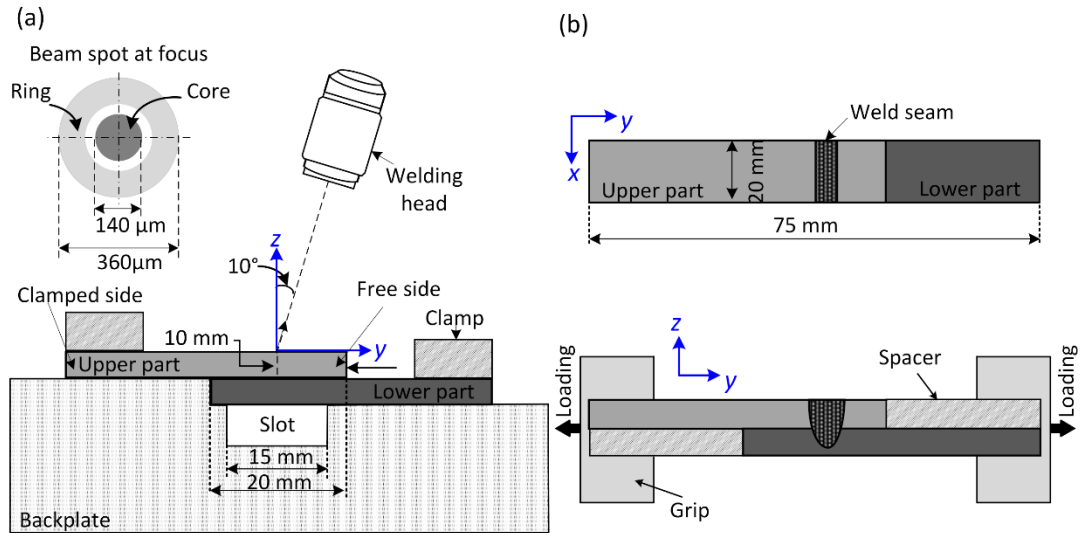 (a)
Beam spot at focus
Ring
Core
140 µm
360µm
Welding
head
z
10°
Clamped side
Free side
Clamp
10 mm
y
Upper part
Lower part
Slot
15 mm
20 mm
Backplate
(b)
Weld seam
y
x
20 mm
Upper part
Lower part
75 mm
z
y
Spacer
Loading
Loading
Grip